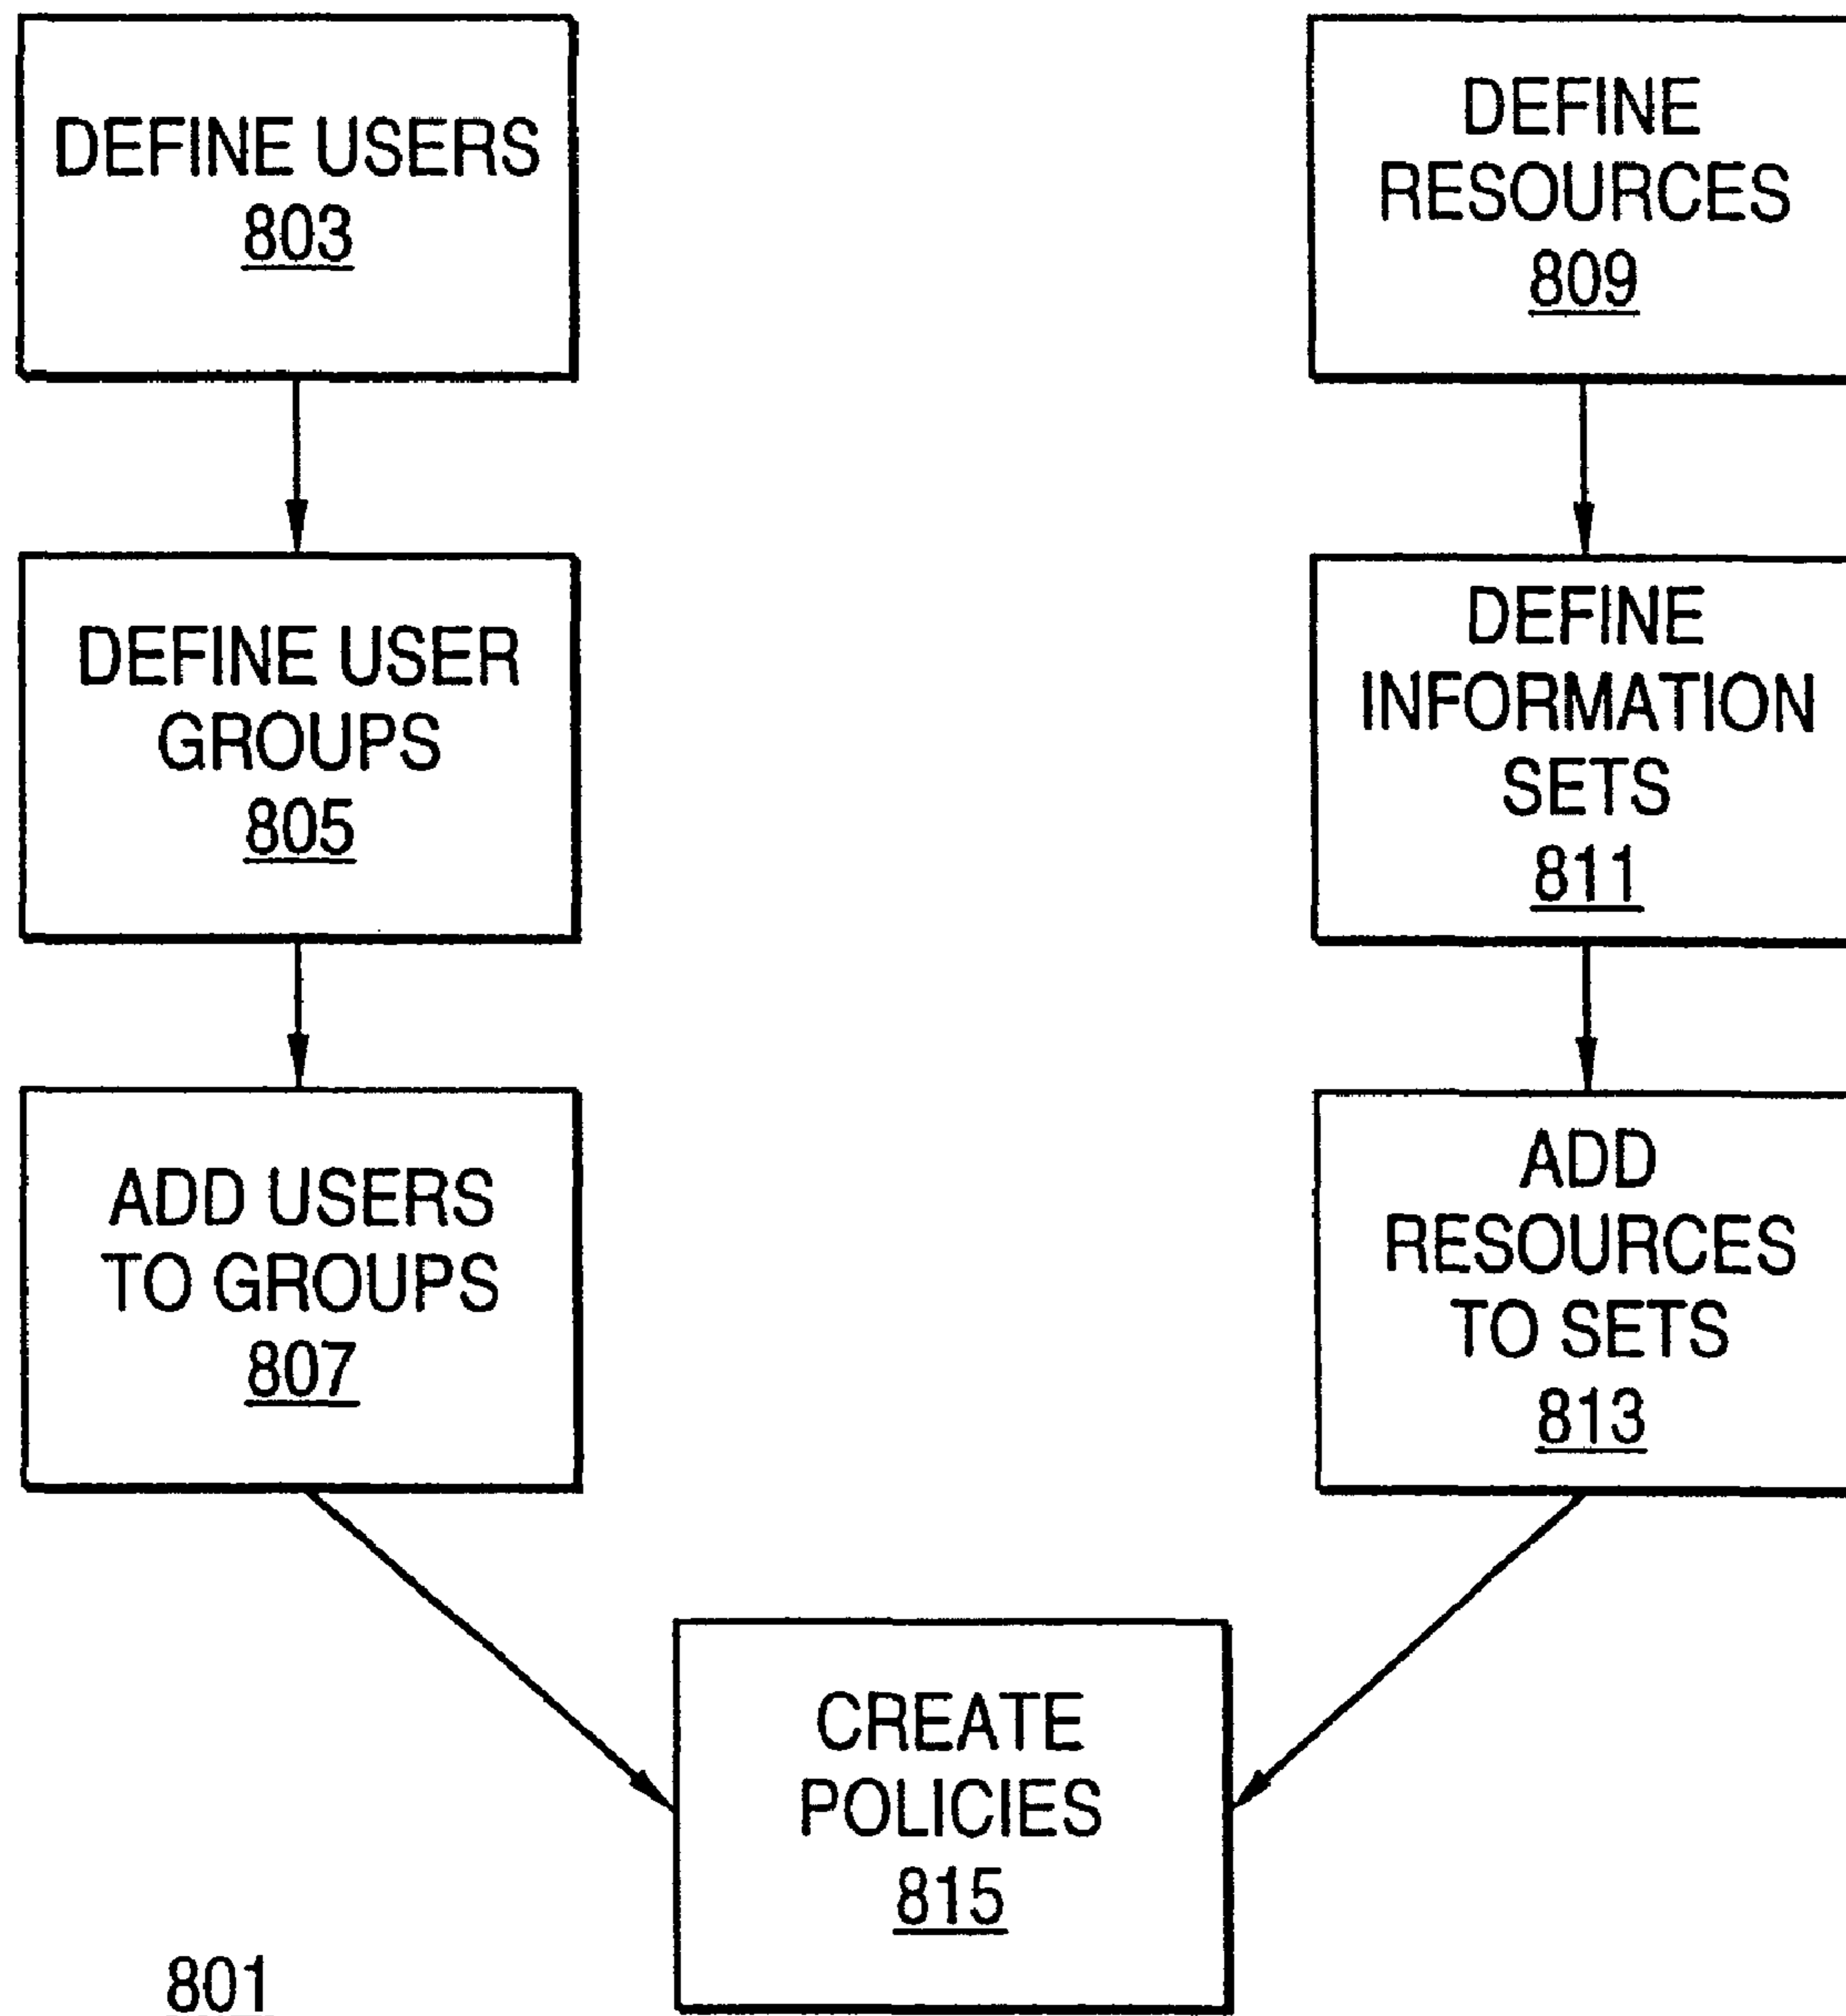 DEFINE USERS
803
DEFINE USER
GROUPS
805
ADD USERS
TO GROUPS
807
DEFINE
RESOURCES
809
DEFINE
INFORMATION
SETS
811
ADD
RESOURCES
TO SETS
813
CREATE
POLICIES
815
801